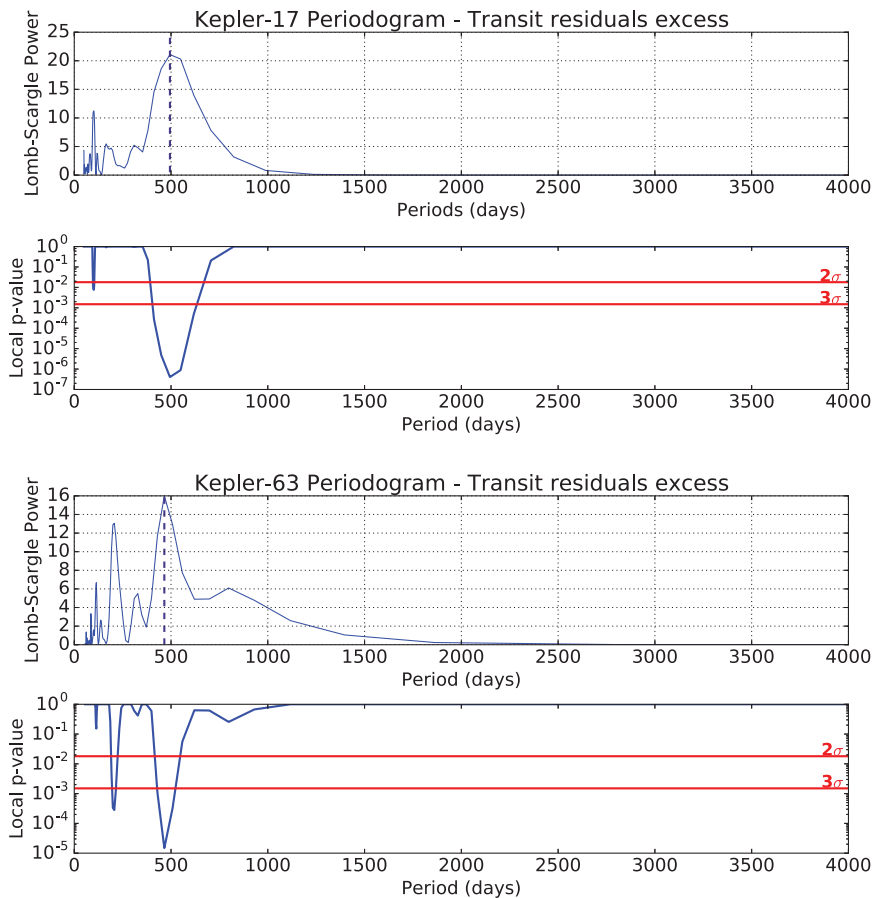 Kepler-17 Periodogram - Transit residuals excess
Lomb-Scargle Power
25
20
15
10
5
0
0 500 1000 1500 2000 2500 3000 3500 4000
Periods (days)
Local p-value
10^0
10^-1
10^-2
10^-3
10^-4
10^-5
10^-6
10^-7
2σ
3σ
0 500 1000 1500 2000 2500 3000 3500 4000
Period (days)
Kepler-63 Periodogram - Transit residuals excess
Lomb-Scargle Power
16
14
12
10
8
6
4
2
0
0 500 1000 1500 2000 2500 3000 3500 4000
Period (days)
Local p-value
10^0
10^-1
10^-2
10^-3
10^-4
10^-5
2σ
3σ
0 500 1000 1500 2000 2500 3000 3500 4000
Period (days)